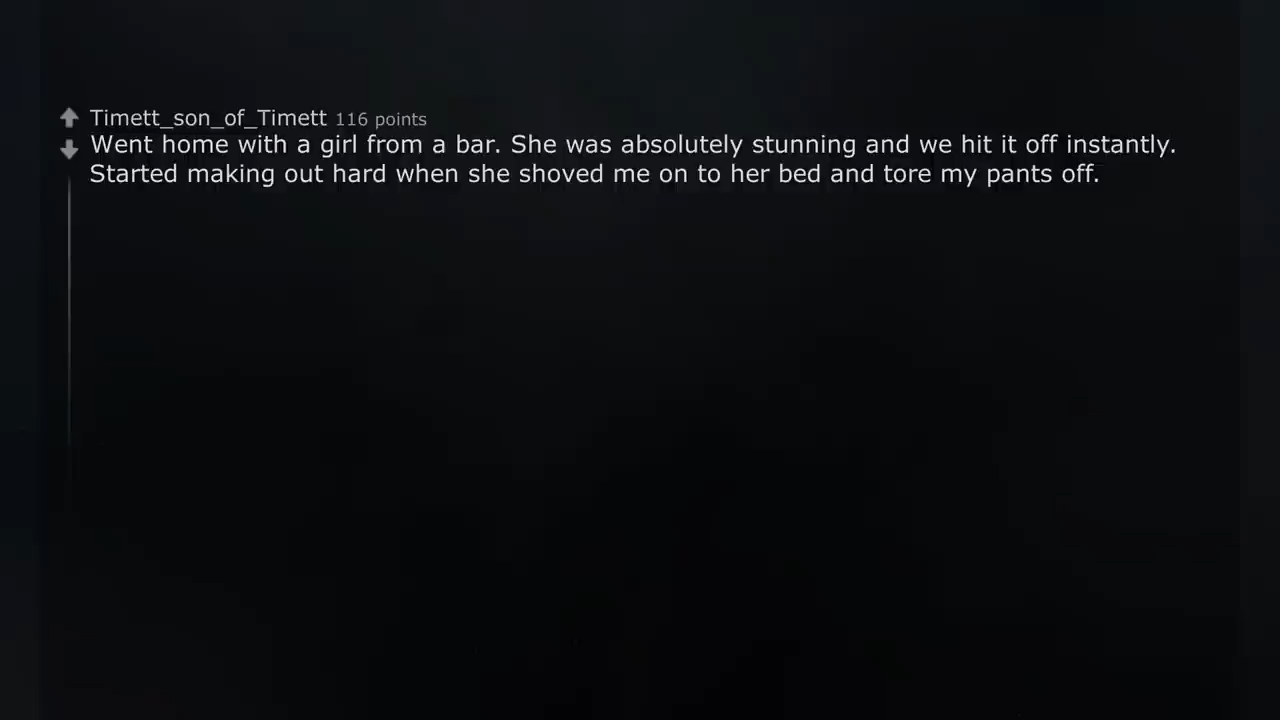 Timett_son_of_Timett 116 points
Went home with a girl from a bar. She was absolutely stunning and we hit it off instantly.
Started making out hard when she shoved me on to her bed and tore my pants off.